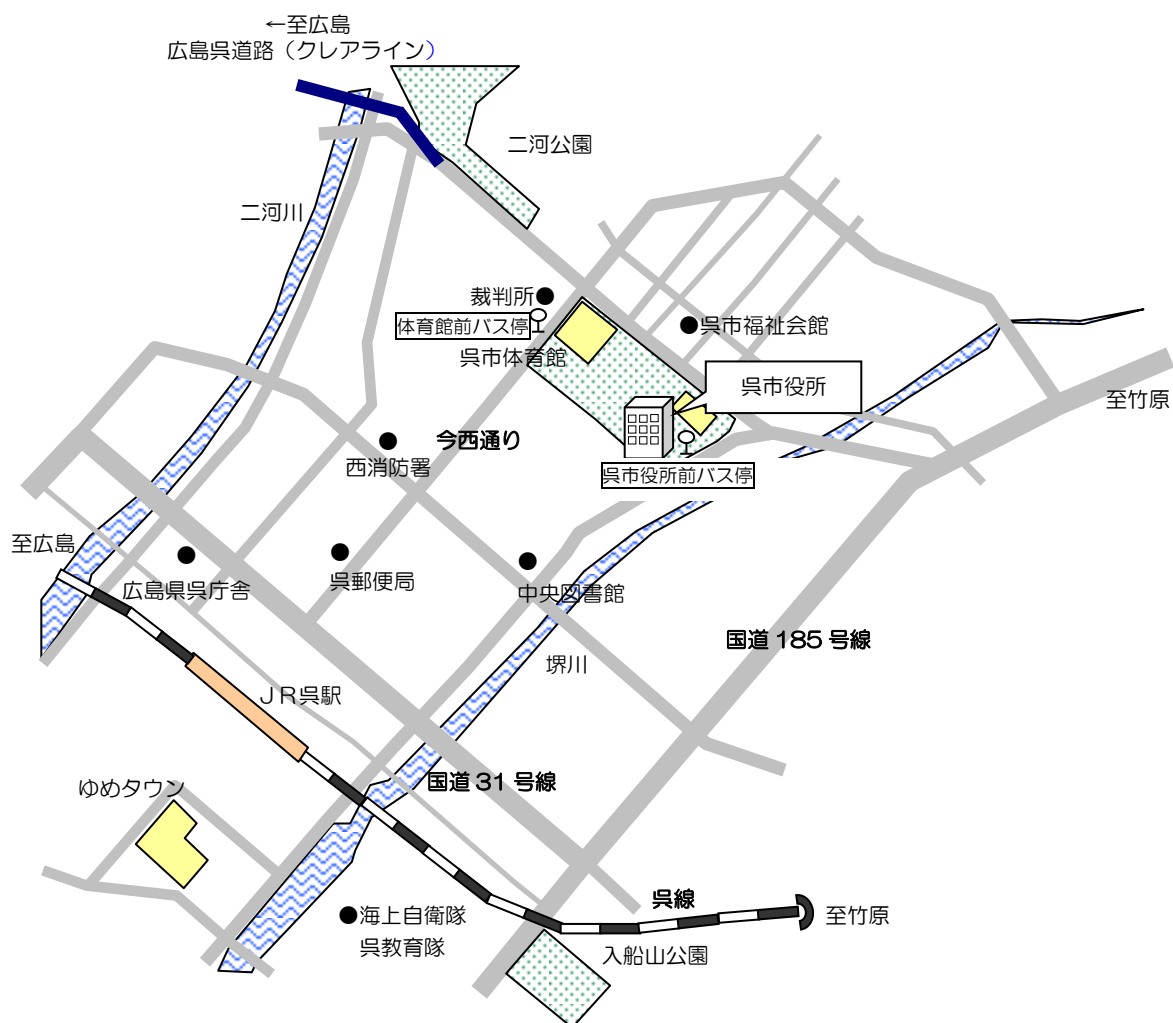 ←至広島
広島呉道路（クレアライン）
二河公園
二河川
裁判所
体育館前バス停
呉市体育館
呉市福祉会館
呉市役所
至竹原
今西通り
西消防署
呉市役所前バス停
至広島
広島県呉庁舎
呉郵便局
中央図書館
国道185号線
堺川
ＪＲ呉駅
国道31号線
ゆめタウン
呉線
海上自衛隊
呉教育隊
至竹原
入船山公園